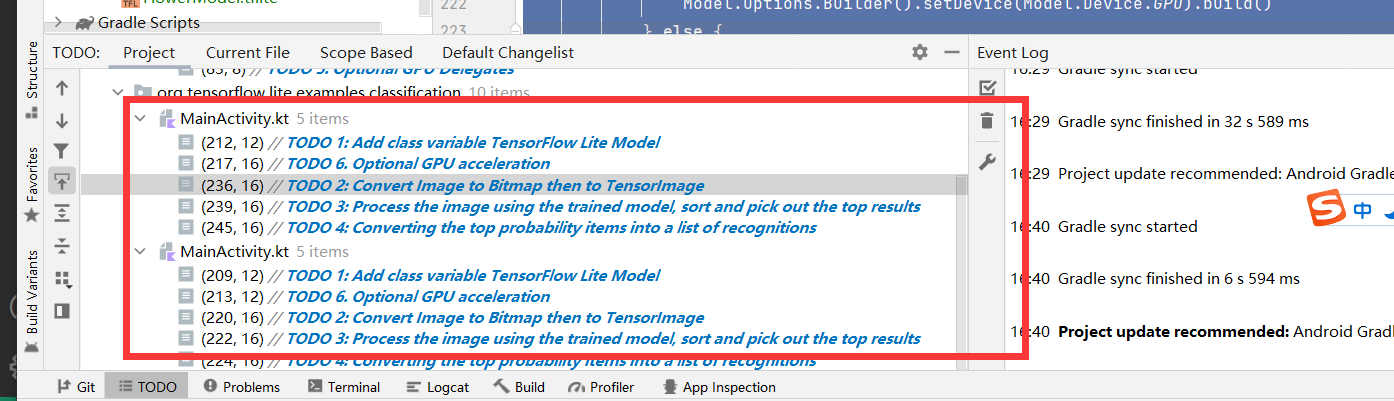 TFL FlowerModel.tflite
Gradle Scripts
222 Model.Options.Builder().setDevice(Model.Device.GPU).build()
223 } else {
TODO: Project Current File Scope Based Default Changelist
Event Log
(83, 8) // TODO 5: Optional GPU Delegates
org.tensorflow.lite.examples.classification 10 items
MainActivity.kt 5 items
(212, 12) // TODO 1: Add class variable TensorFlow Lite Model
(217, 16) // TODO 6. Optional GPU acceleration
(236, 16) // TODO 2: Convert Image to Bitmap then to TensorImage
(239, 16) // TODO 3: Process the image using the trained model, sort and pick out the top results
(245, 16) // TODO 4: Converting the top probability items into a list of recognitions
MainActivity.kt 5 items
(209, 12) // TODO 1: Add class variable TensorFlow Lite Model
(213, 12) // TODO 6. Optional GPU acceleration
(220, 16) // TODO 2: Convert Image to Bitmap then to TensorImage
(222, 16) // TODO 3: Process the image using the trained model, sort and pick out the top results
(224, 16) // TODO 4: Converting the top probability items into a list of recognitions
16:29 Gradle sync started
16:29 Gradle sync finished in 32 s 589 ms
16:29 Project update recommended: Android Gradle
16:40 Gradle sync started
16:40 Gradle sync finished in 6 s 594 ms
16:40 Project update recommended: Android Grad
S 中
Structure
Favorites
Build Variants
Git TODO Problems Terminal Logcat Build Profiler App Inspection